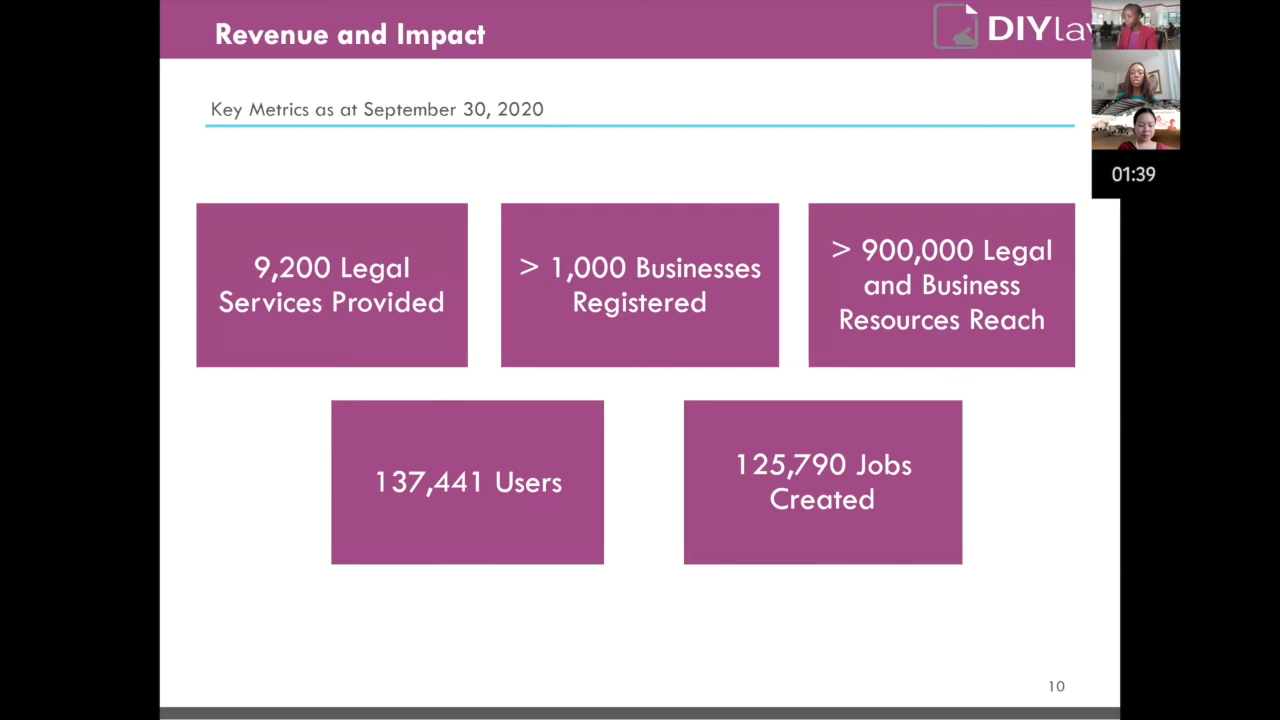 Revenue and Impact
DIYla
Key Metrics as at September 30, 2020
01:39
9,200 Legal
Services Provided
> 1,000 Businesses
Registered
> 900,000 Legal
and Business
Resources Reach
137,441 Users
125,790 Jobs
Created
10